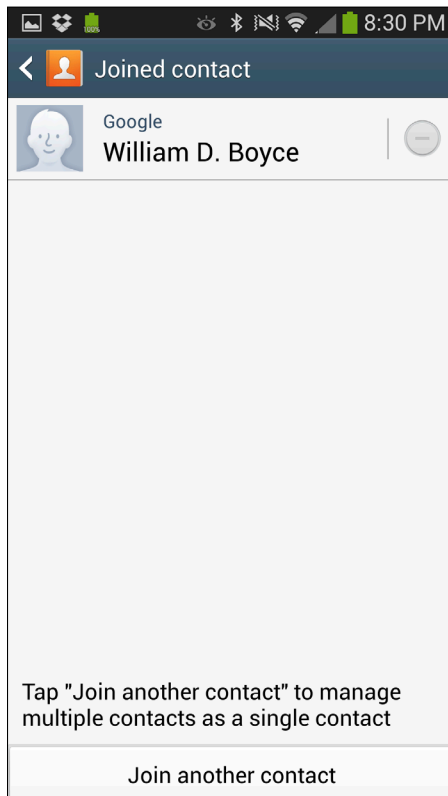 100%
8:30 PM
Joined contact
Google
William D. Boyce
Tap "Join another contact" to manage
multiple contacts as a single contact
Join another contact